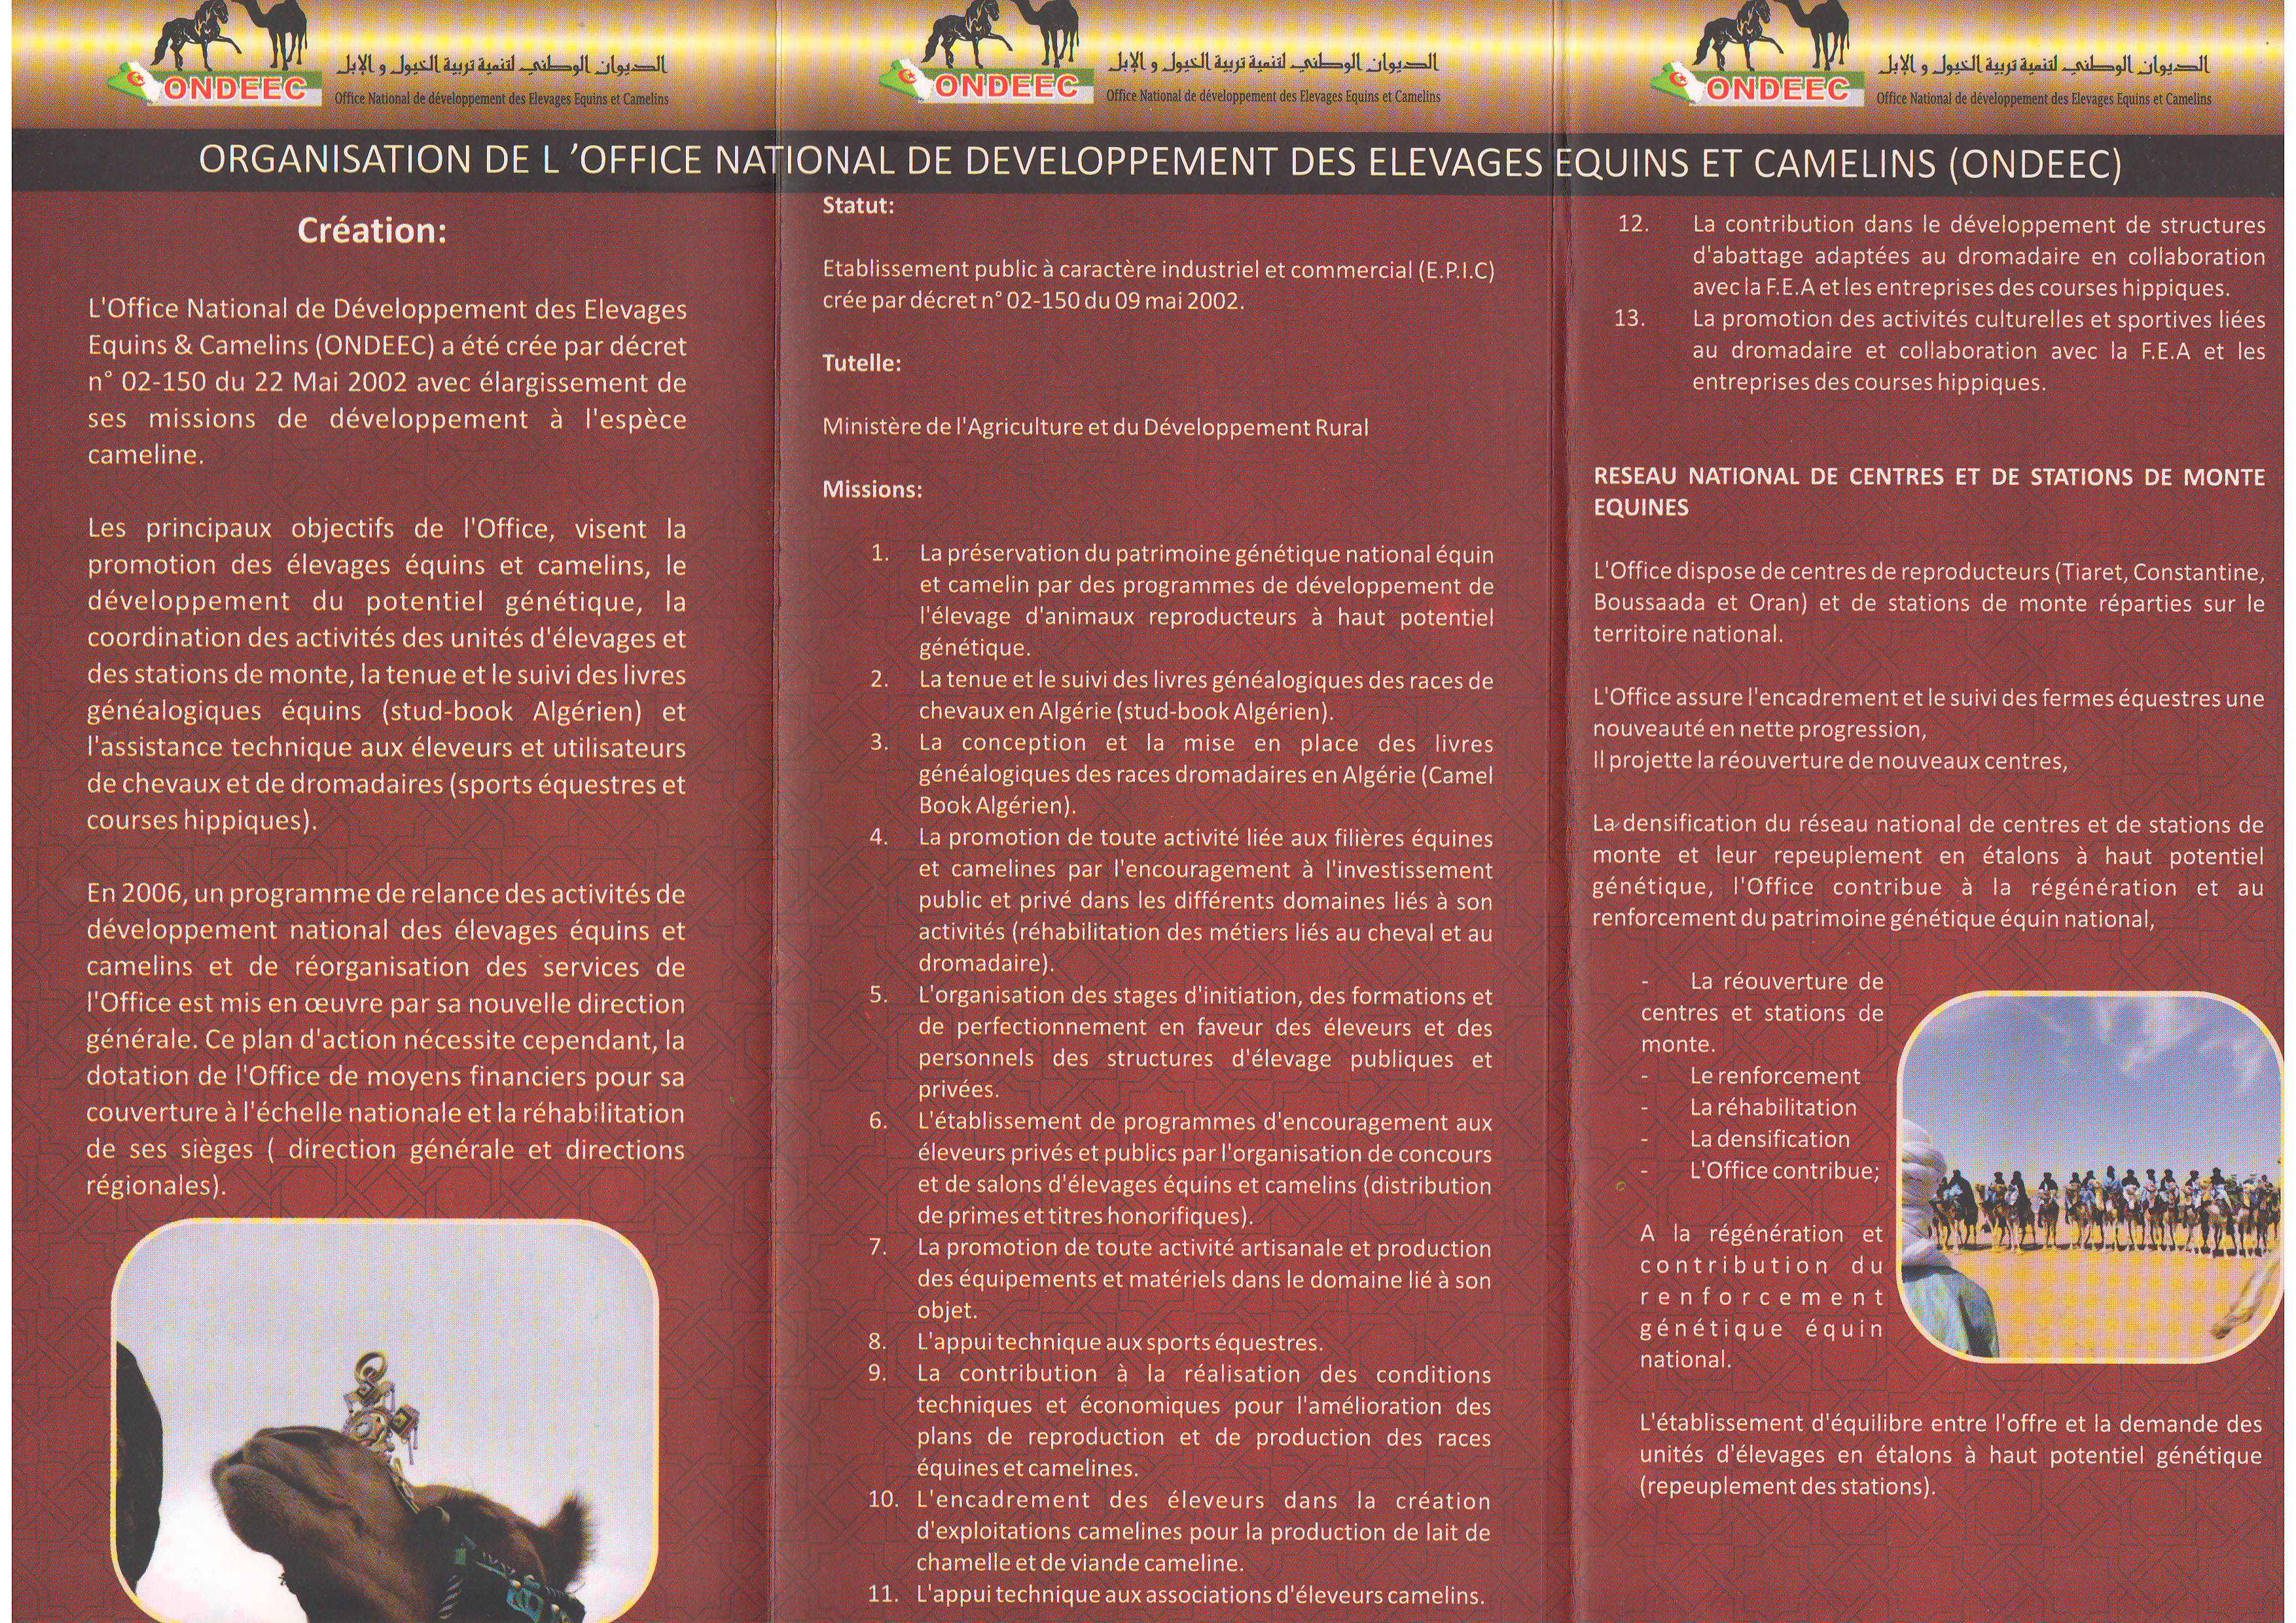 ONDEEC
الديوان الوطني لتنمية تربية الخيول و الإبل
Office National de développement des Elevages Equins et Camelins
ONDEEC
الديوان الوطني لتنمية تربية الخيول و الإبل
Office National de développement des Elevages Equins et Camelins
ONDEEC
الديوان الوطني لتنمية تربية الخيول و الإبل
Office National de développement des Elevages Equins et Camelins
ORGANISATION DE L ’OFFICE NATIONAL DE DEVELOPPEMENT DES ELEVAGES EQUINS ET CAMELINS (ONDEEC)
Création:
L'Office National de Développement des Elevages
Equins & Camelins (ONDEEC) a été crée par décret
n° 02-150 du 22 Mai 2002 avec élargissement de
ses missions de développement à l'espèce
cameline.
Les principaux objectifs de l'Office, visent la
promotion des élevages équins et camelins, le
développement du potentiel génétique, la
coordination des activités des unités d'élevages et
des stations de monte, la tenue et le suivi des livres
généalogiques équins (stud-book Algérien) et
l'assistance technique aux éleveurs et utilisateurs
de chevaux et de dromadaires (sports équestres et
courses hippiques).
En 2006, un programme de relance des activités de
développement national des élevages équins et
camelins et de réorganisation des services de
l'Office est mis en œuvre par sa nouvelle direction
générale. Ce plan d'action nécessite cependant, la
dotation de l'Office de moyens financiers pour sa
couverture à l'échelle nationale et la réhabilitation
de ses sièges ( direction générale et directions
régionales).
Statut:
Etablissement public à caractère industriel et commercial (E.P.I.C)
crée par décret n° 02-150 du 09 mai 2002.
Tutelle:
Ministère de l'Agriculture et du Développement Rural
Missions:
1. La préservation du patrimoine génétique national équin
et camelin par des programmes de développement de
l'élevage d'animaux reproducteurs à haut potentiel
génétique.
2. La tenue et le suivi des livres généalogiques des races de
chevaux en Algérie (stud-book Algérien).
3. La conception et la mise en place des livres
généalogiques des races dromadaires en Algérie (Camel
Book Algérien).
4. La promotion de toute activité liée aux filières équines
et camelines par l'encouragement à l'investissement
public et privé dans les différents domaines liés à son
activités (réhabilitation des métiers liés au cheval et au
dromadaire).
5. L'organisation des stages d'initiation, des formations et
de perfectionnement en faveur des éleveurs et des
personnels des structures d'élevage publiques et
privées.
6. L'établissement de programmes d'encouragement aux
éleveurs privés et publics par l'organisation de concours
et de salons d'élevages équins et camelins (distribution
de primes et titres honorifiques).
7. La promotion de toute activité artisanale et production
des équipements et matériels dans le domaine lié à son
objet.
8. L'appui technique aux sports équestres.
9. La contribution à la réalisation des conditions
techniques et économiques pour l'amélioration des
plans de reproduction et de production des races
équines et camelines.
10. L'encadrement des éleveurs dans la création
d'exploitations camelines pour la production de lait de
chamelle et de viande cameline.
11. L'appui technique aux associations d'éleveurs camelins.
12. La contribution dans le développement de structures
d'abattage adaptées au dromadaire en collaboration
avec la F.E.A et les entreprises des courses hippiques.
13. La promotion des activités culturelles et sportives liées
au dromadaire et collaboration avec la F.E.A et les
entreprises des courses hippiques.
RESEAU NATIONAL DE CENTRES ET DE STATIONS DE MONTE
EQUINES
L'Office dispose de centres de reproducteurs (Tiaret, Constantine,
Boussaada et Oran) et de stations de monte réparties sur le
territoire national.
L'Office assure l'encadrement et le suivi des fermes équestres une
nouveauté en nette progression,
Il projette la réouverture de nouveaux centres,
La densification du réseau national de centres et de stations de
monte et leur repeuplement en étalons à haut potentiel
génétique, l'Office contribue à la régénération et au
renforcement du patrimoine génétique équin national,
- La réouverture de
centres et stations de
monte.
- Le renforcement
- La réhabilitation
- La densification
- L'Office contribue;
A la régénération et
contribution du
renforcement
génétique équin
national.
L'établissement d'équilibre entre l'offre et la demande des
unités d'élevages en étalons à haut potentiel génétique
(repeuplement des stations).